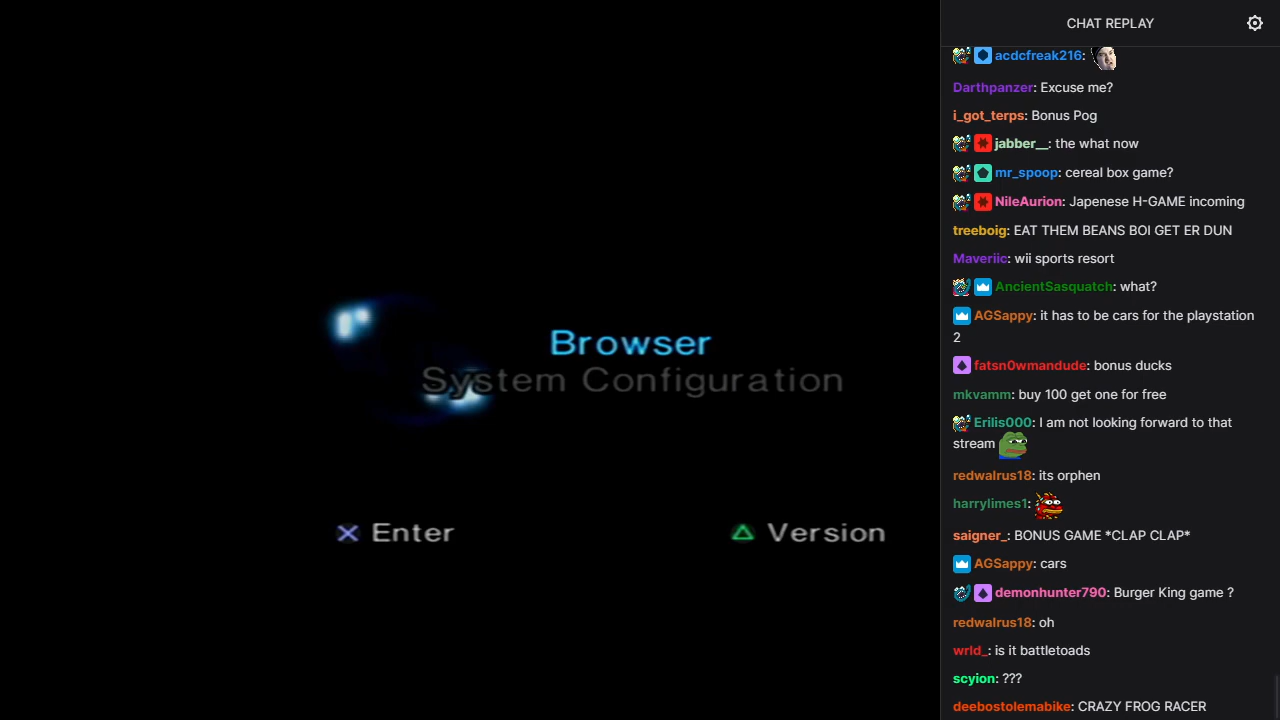 Browser
System Configuration
Enter
Version
CHAT REPLAY
acdcfreak216:
Darthpanzer: Excuse me?
i_got_terps: Bonus Pog
jabber__: the what now
mr_spoop: cereal box game?
NileAurion: Japenese H-GAME incoming
treeboig: EAT THEM BEANS BOI GET ER DUN
Maveriic: wii sports resort
AncientSasquatch: what?
AGSappy: it has to be cars for the playstation
2
fatsn0wmandude: bonus ducks
mkvamm: buy 100 get one for free
Erilis000: I am not looking forward to that
stream
redwalrus18: its orphen
harrylimes1:
saigner_: BONUS GAME *CLAP CLAP*
AGSappy: cars
demonhunter790: Burger King game ?
redwalrus18: oh
wrld_: is it battletoads
scyion: ???
deebostolemabike: CRAZY FROG RACER